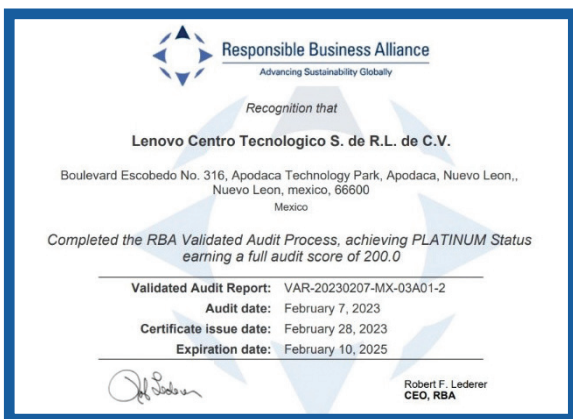 Responsible Business Alliance
Advancing Sustainability Globally
Recognition that
Lenovo Centro Tecnologico S. de R.L. de C.V.
Boulevard Escobedo No. 316, Apodaca Technology Park, Apodaca, Nuevo Leon,,
Nuevo Leon, mexico, 66600
Mexico
Completed the RBA Validated Audit Process, achieving PLATINUM Status
earning a full audit score of 200.0
Validated Audit Report: VAR-20230207-MX-03A01-2
Audit date: February 7, 2023
Certificate issue date: February 28, 2023
Expiration date: February 10, 2025
Robert F. Lederer
CEO, RBA